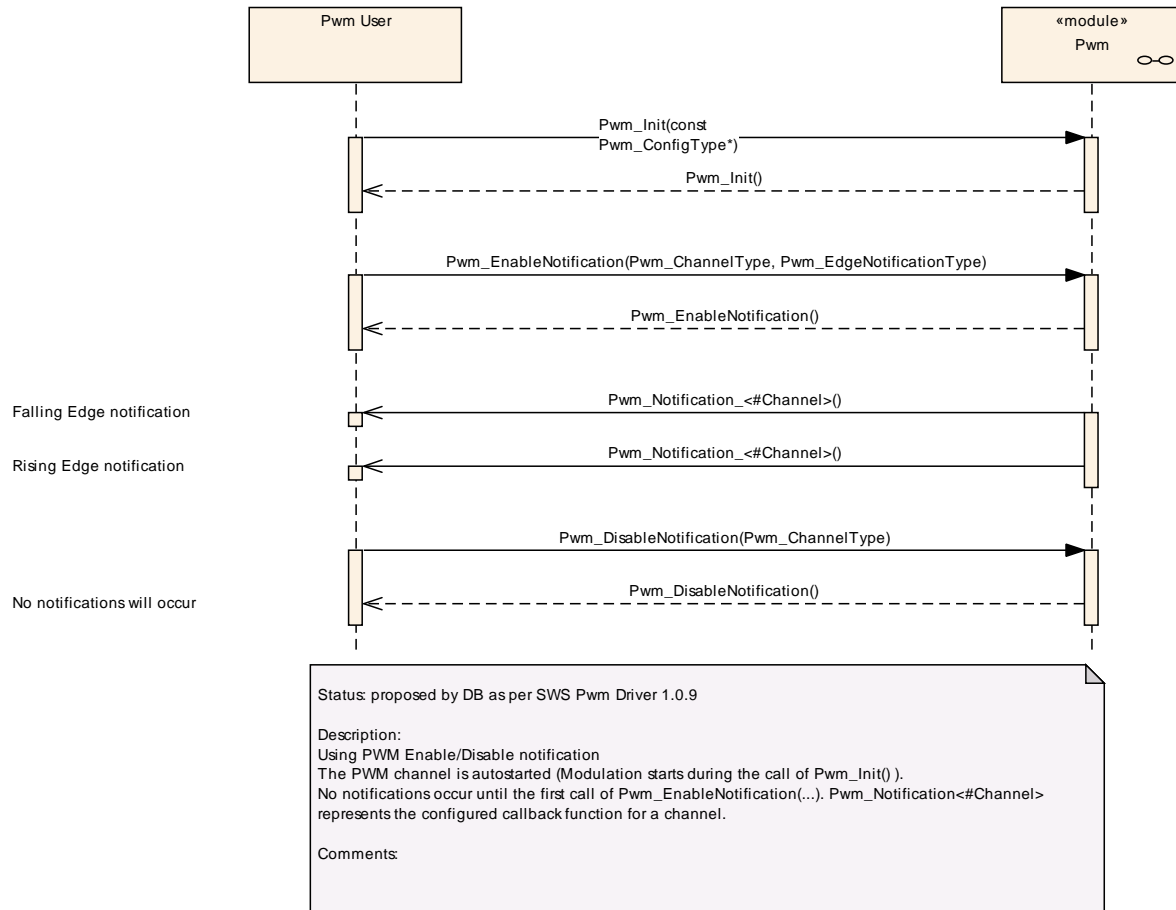 Pwm User
«module»
Pwm
Pwm_Init(const
Pwm_ConfigType*)
Pwm_Init()
Pwm_EnableNotification(Pwm_ChannelType, Pwm_EdgeNotificationType)
Pwm_EnableNotification()
Falling Edge notification
Pwm_Notification_<#Channel>()
Rising Edge notification
Pwm_Notification_<#Channel>()
Pwm_DisableNotification(Pwm_ChannelType)
No notifications will occur
Pwm_DisableNotification()
Status: proposed by DB as per SWS Pwm Driver 1.0.9
Description:
Using PWM Enable/Disable notification
The PWM channel is autostarted (Modulation starts during the call of Pwm_Init() ).
No notifications occur until the first call of Pwm_EnableNotification(...). Pwm_Notification<#Channel>
represents the configured callback function for a channel.
Comments: